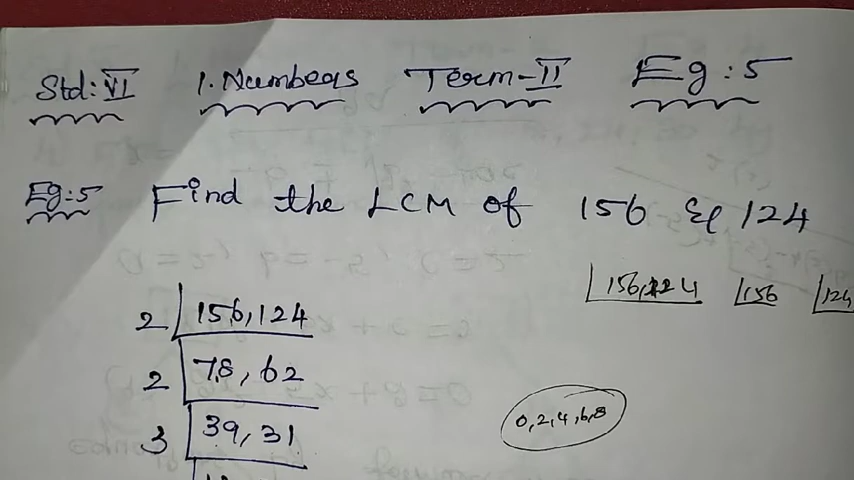 Std: VI 1. Numbers Term-II Eg: 5
Eg: 5 Find the LCM of 156 & 124
156, 124 156 124
2 156, 124
2 78, 62
0, 2, 4, 6, 8
3 39, 31